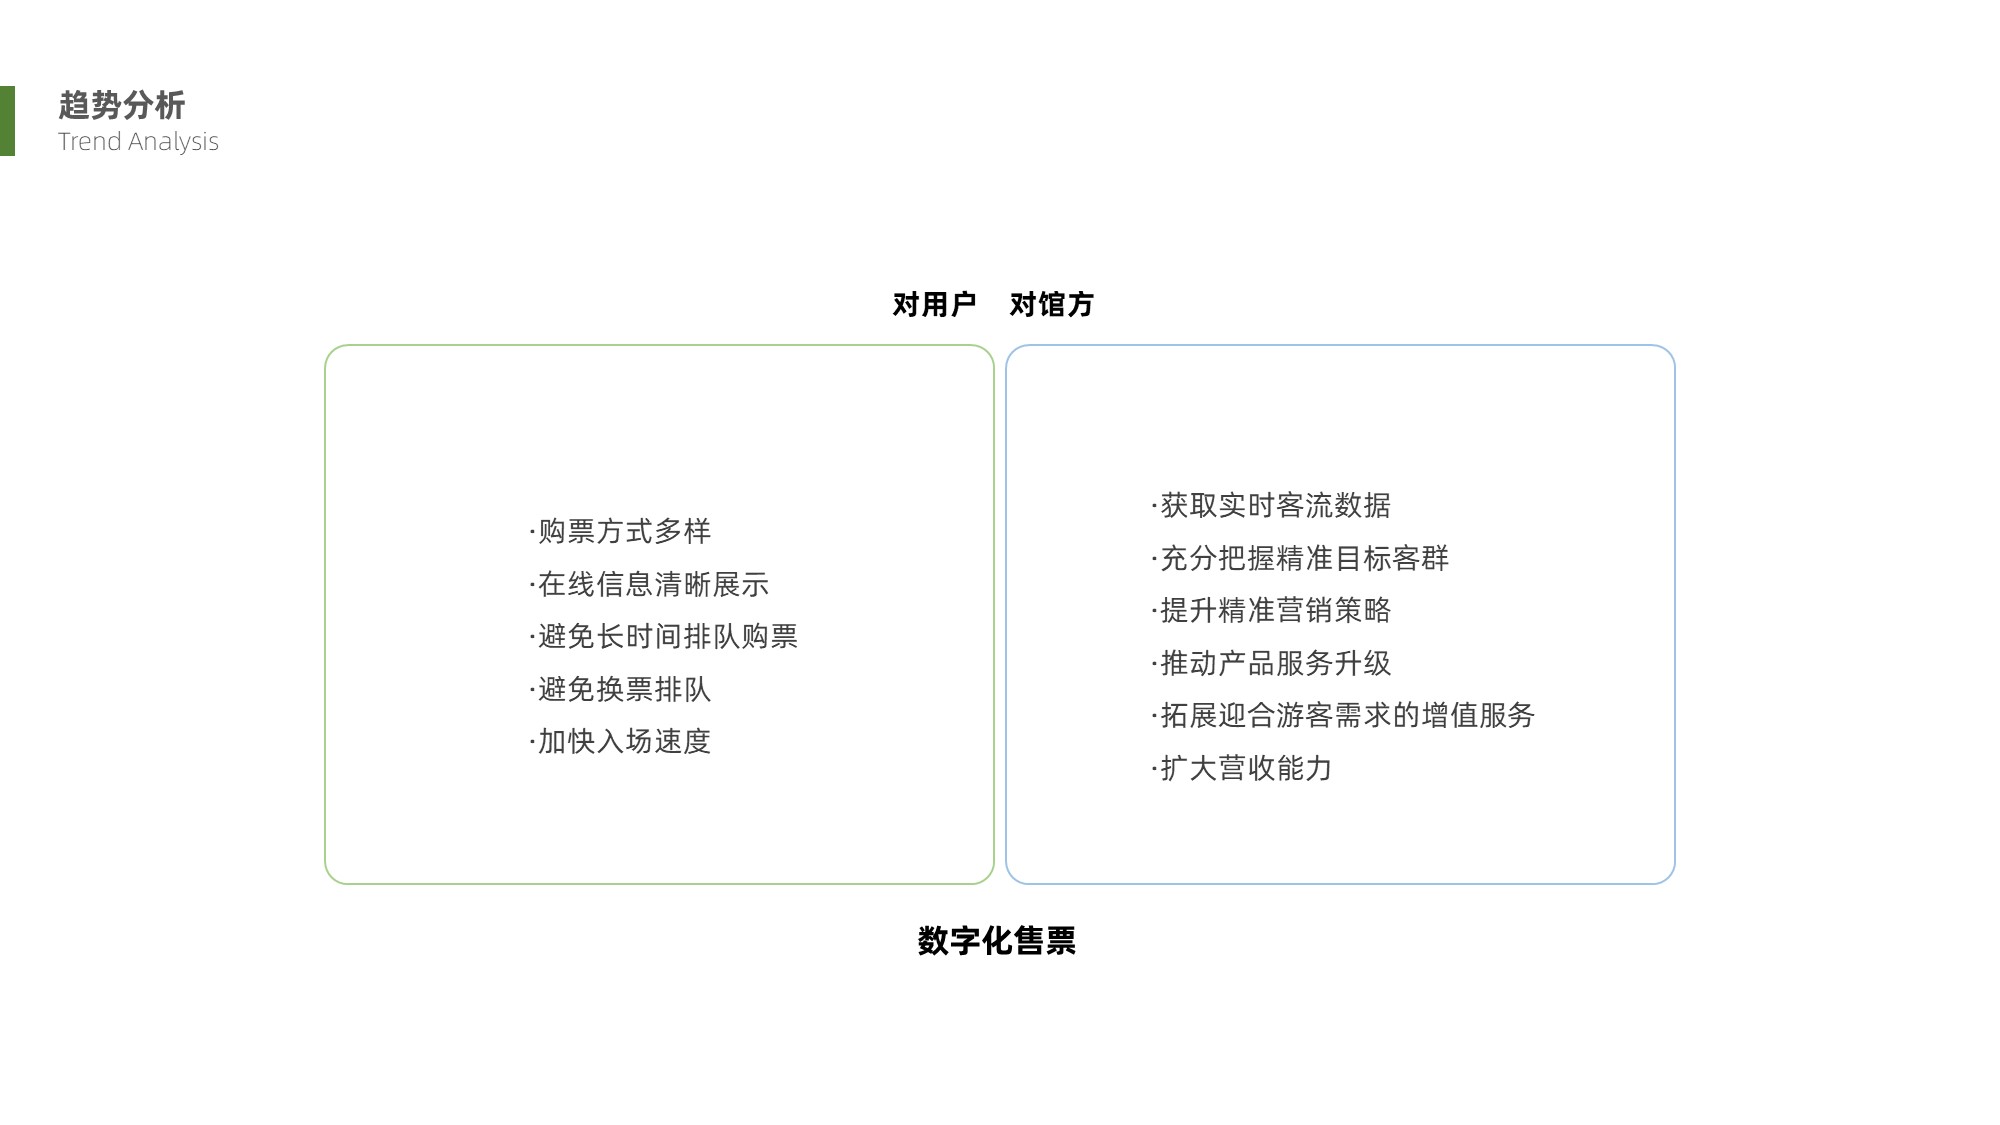 趋势分析
Trend Analysis
对用户
·购票方式多样
·在线信息清晰展示
·避免长时间排队购票
·避免换票排队
·加快入场速度
对馆方
·获取实时客流数据
·充分把握精准目标客群
·提升精准营销策略
·推动产品服务升级
·拓展迎合游客需求的增值服务
·扩大营收能力
数字化售票